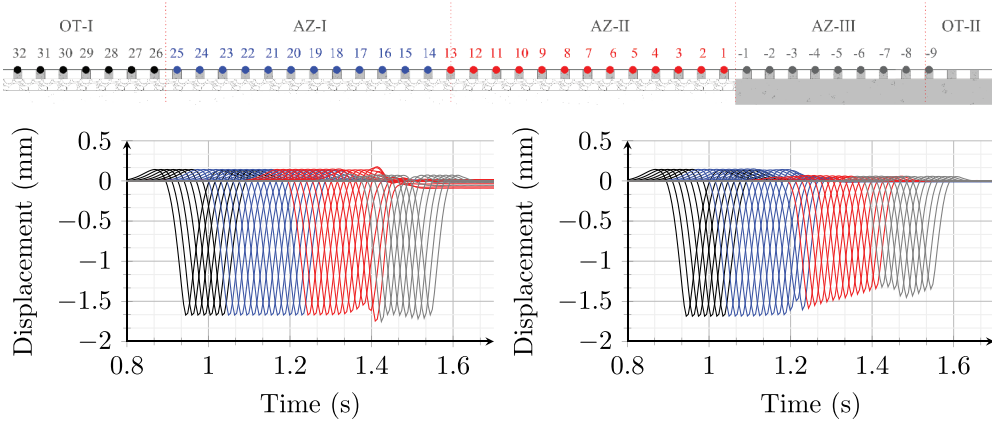 OT-I AZ-I AZ-II AZ-III OT-II
32 31 30 29 28 27 26 25 24 23 22 21 20 19 18 17 16 15 14 13 12 11 10 9 8 7 6 5 4 3 2 1 -1 -2 -3 -4 -5 -6 -7 -8 -9
Displacement (mm)
0.5
0
−0.5
−1
−1.5
−2
0.8 1 1.2 1.4 1.6
Time (s)
Displacement (mm)
0.5
0
−0.5
−1
−1.5
−2
0.8 1 1.2 1.4 1.6
Time (s)